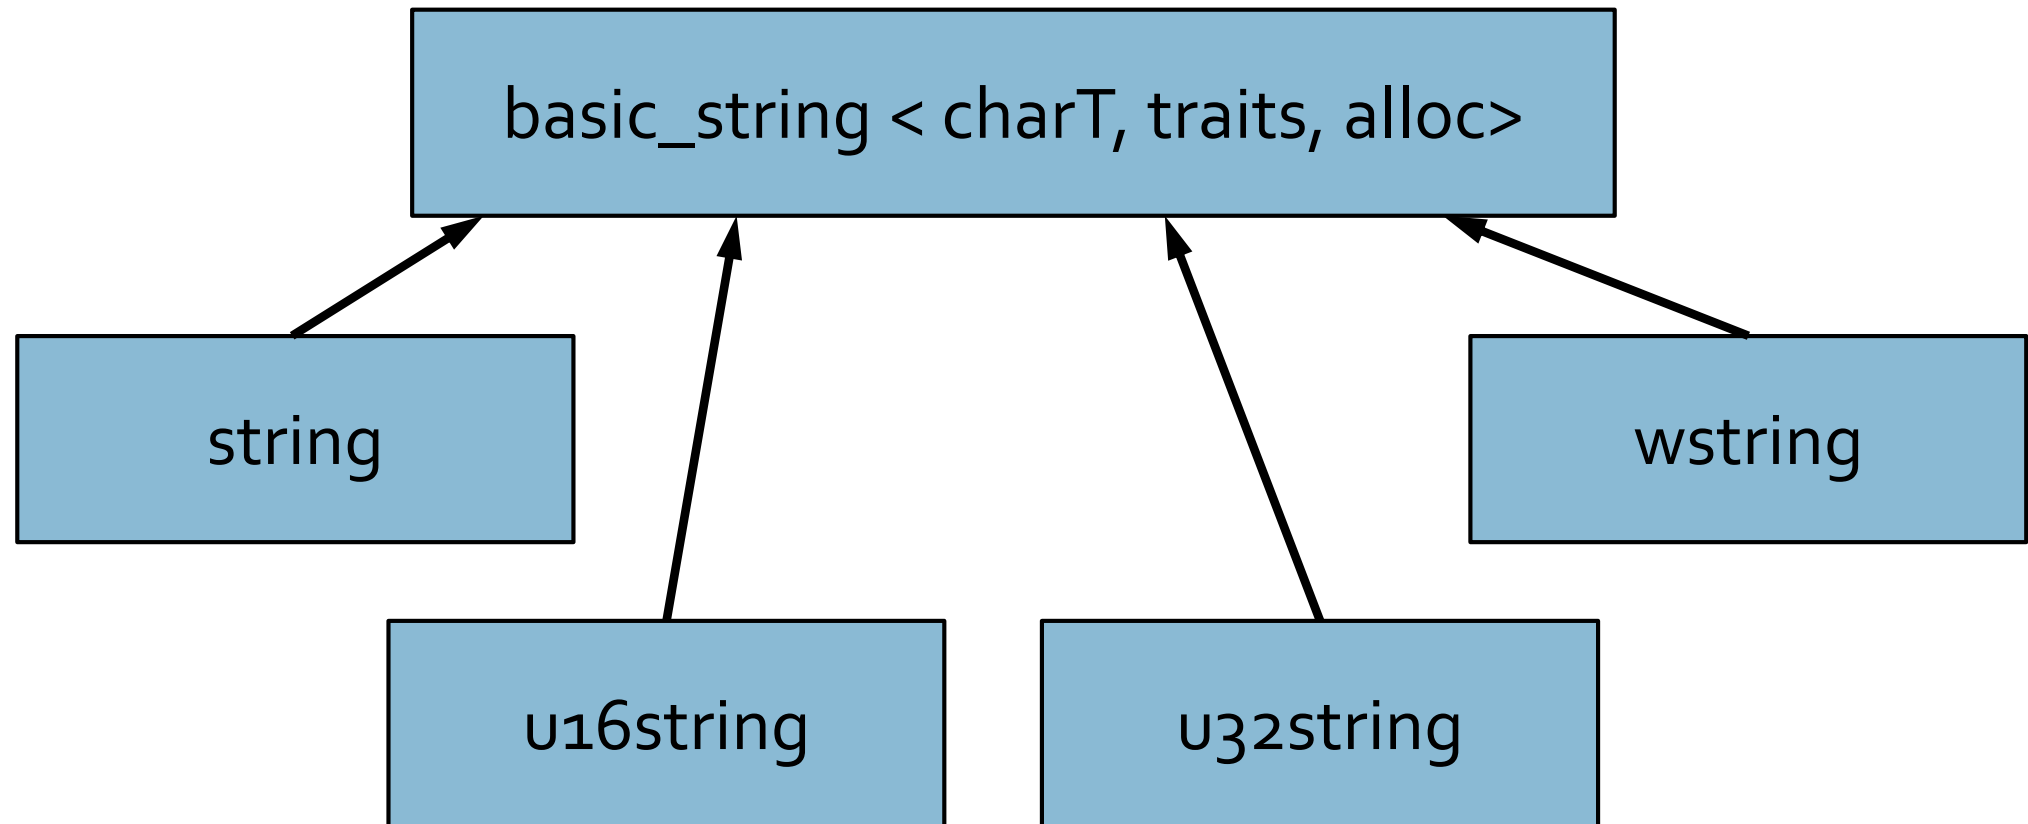 basic_string < charT, traits, alloc>
string
wstring
u16string
u32string